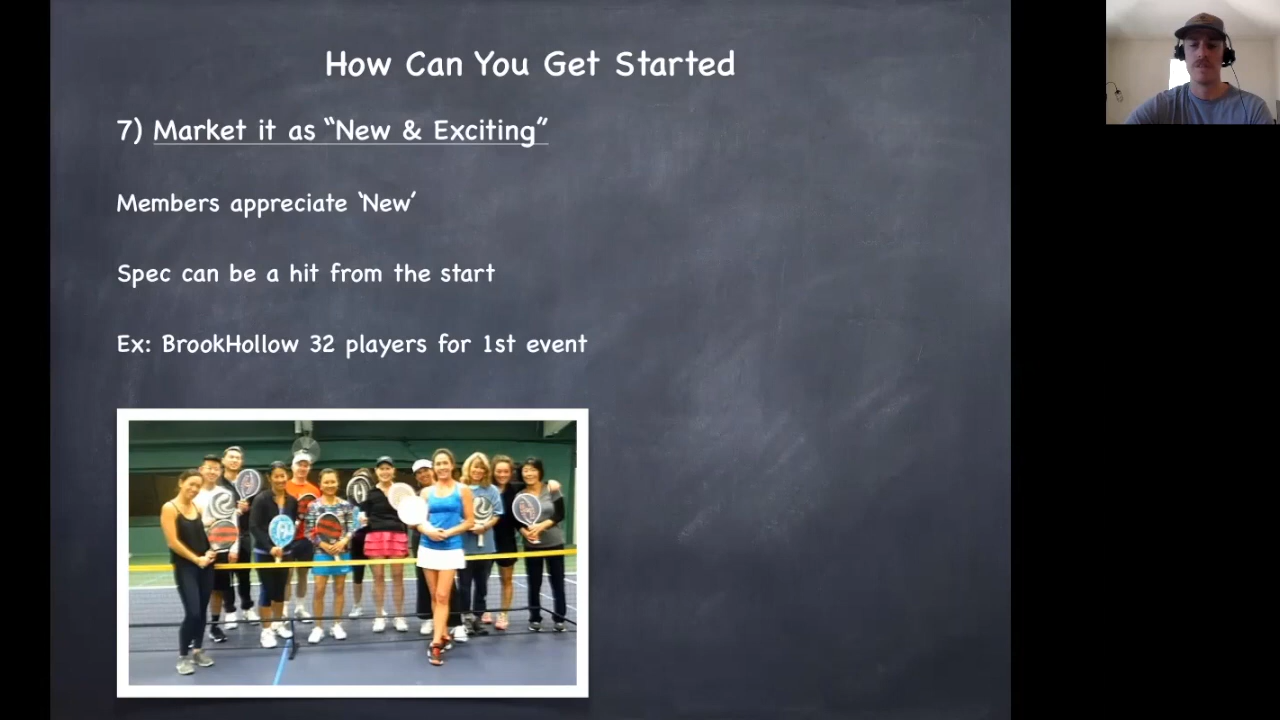 How Can You Get Started
7) Market it as “New & Exciting”
Members appreciate ‘New’
Spec can be a hit from the start
Ex: BrookHollow 32 players for 1st event